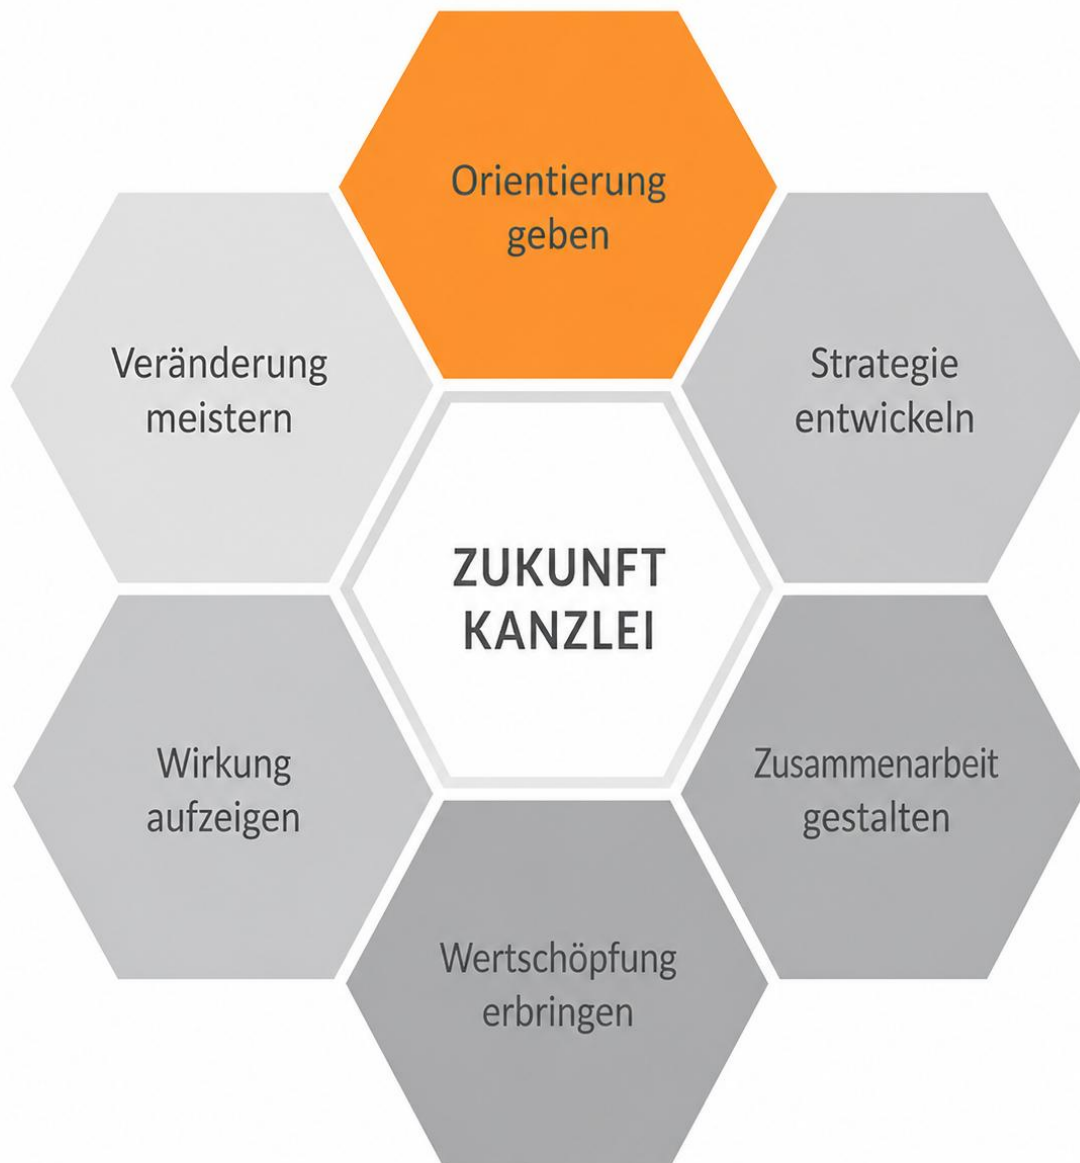 Orientierung
geben
Strategie
entwickeln
Zusammenarbeit
gestalten
Wertschöpfung
erbringen
Wirkung
aufzeigen
Veränderung
meistern
ZUKUNFT
KANZLEI